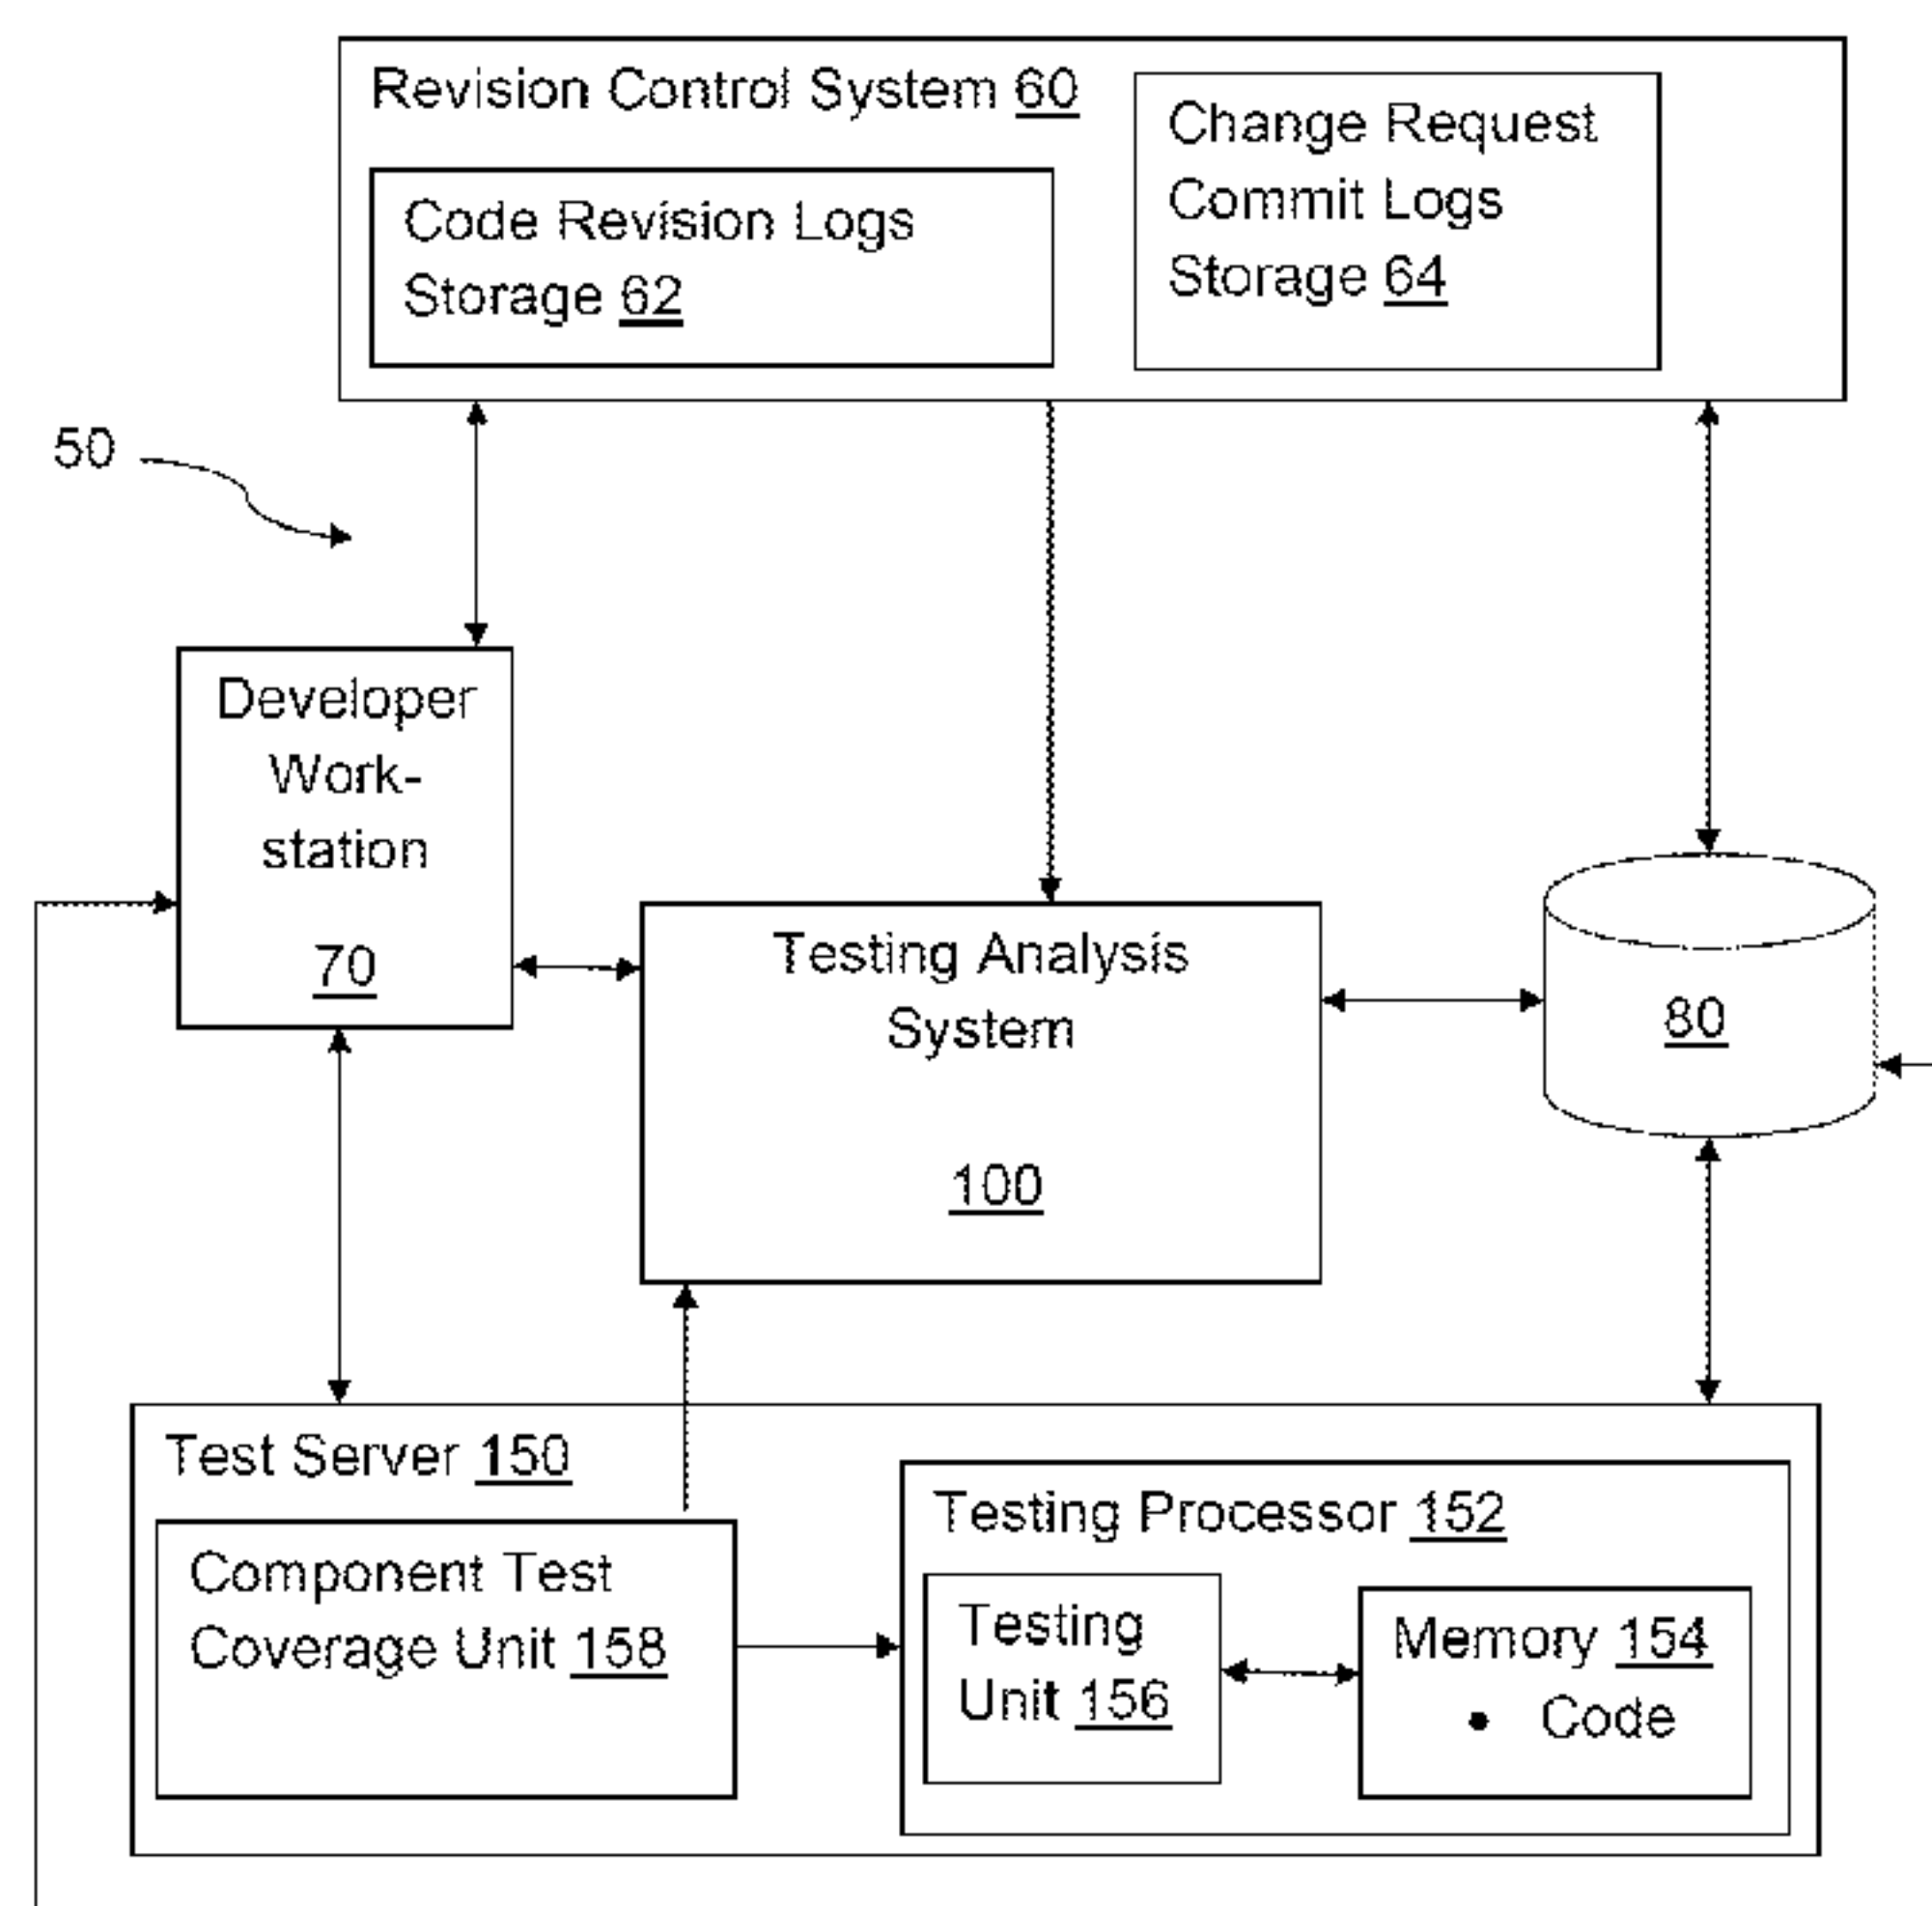 Revision Control System 60
Code Revision Logs
Storage 62
Change Request
Commit Logs
Storage 64
50
Developer
Work-
station
70
Testing Analysis
System
100
80
Test Server 150
Component Test
Coverage Unit 158
Testing Processor 152
Testing
Unit 156
Memory 154
• Code